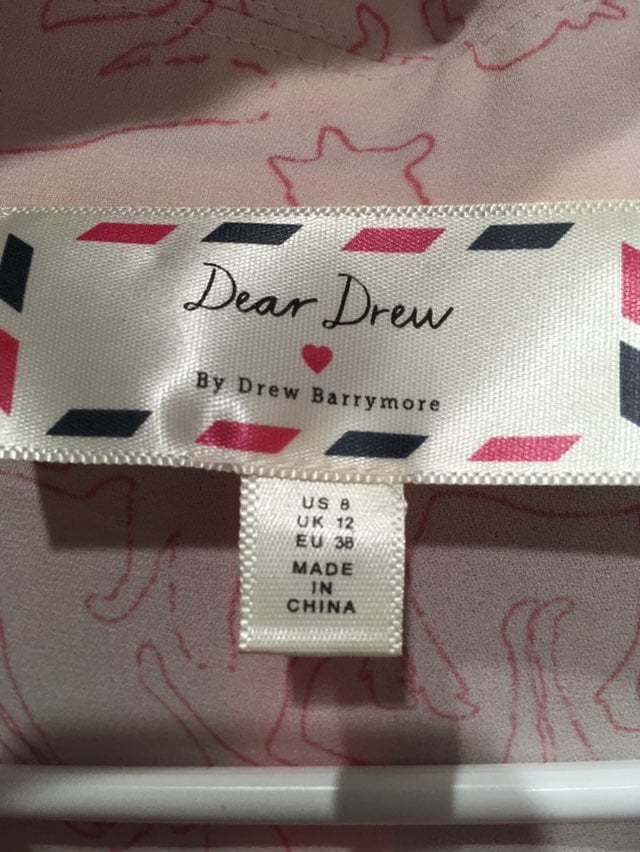 Dear Drew
By Drew Barrymore
US 8
UK 12
EU 38
MADE
IN
CHINA